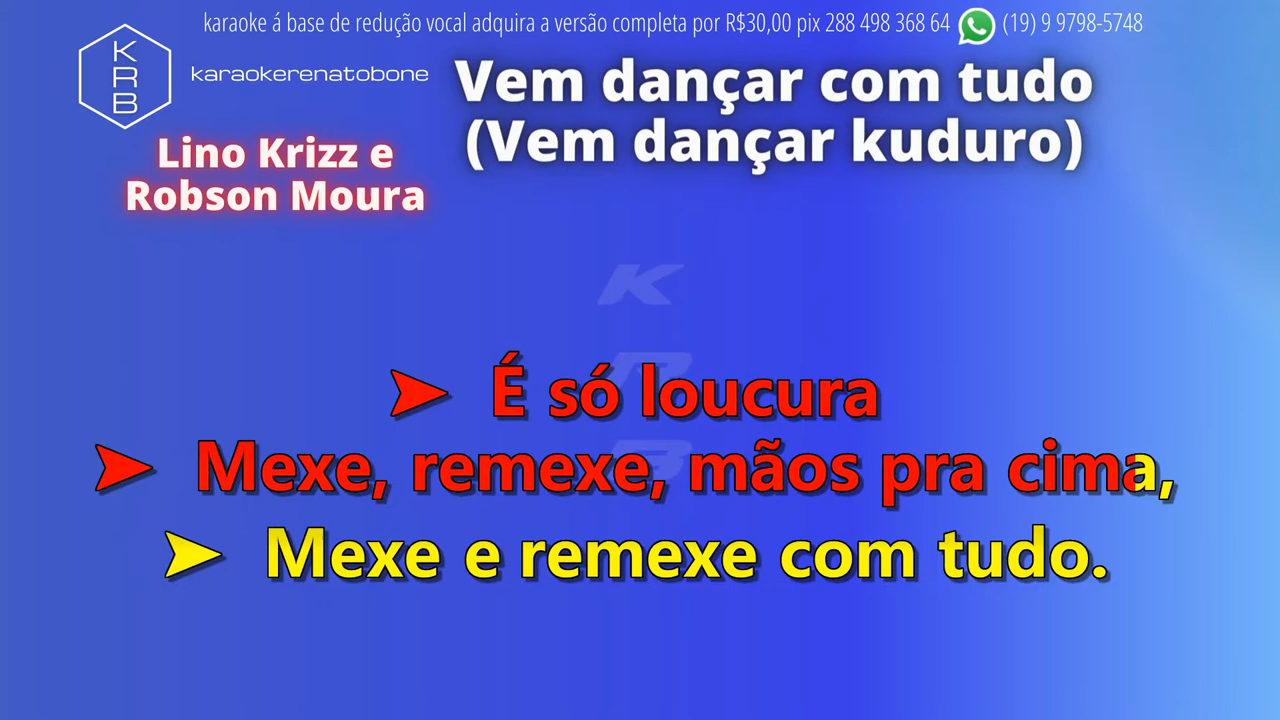 karaoke á base de redução vocal adquira a versão completa por R$30,00 pix 288 498 368 64 (19) 9 9798-5748
K
R
B
karaokerenatobone
Vem dançar com tudo
(Vem dançar kuduro)
Lino Krizz e
Robson Moura
K
R
B
➤ É só loucura
➤ Mexe, remexe, mãos pra cima,
➤ Mexe e remexe com tudo.